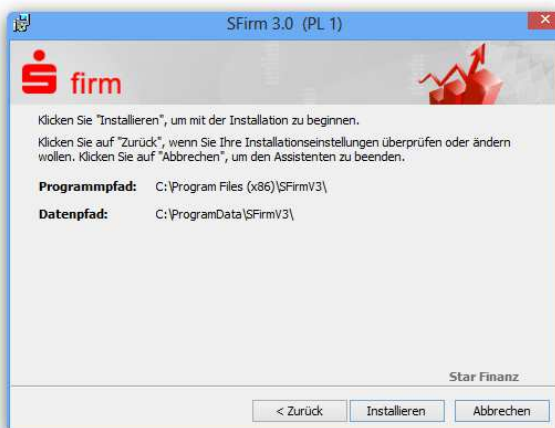 SFirm 3.0 (PL 1)
S firm
Klicken Sie "Installieren", um mit der Installation zu beginnen.
Klicken Sie auf "Zurück", wenn Sie Ihre Installationseinstellungen überprüfen oder ändern
wollen. Klicken Sie auf "Abbrechen", um den Assistenten zu beenden.
Programmpfad: C:\Program Files (x86)\SFirmV3\
Datenpfad: C:\ProgramData\SFirmV3\
Star Finanz
< Zurück Installieren Abbrechen